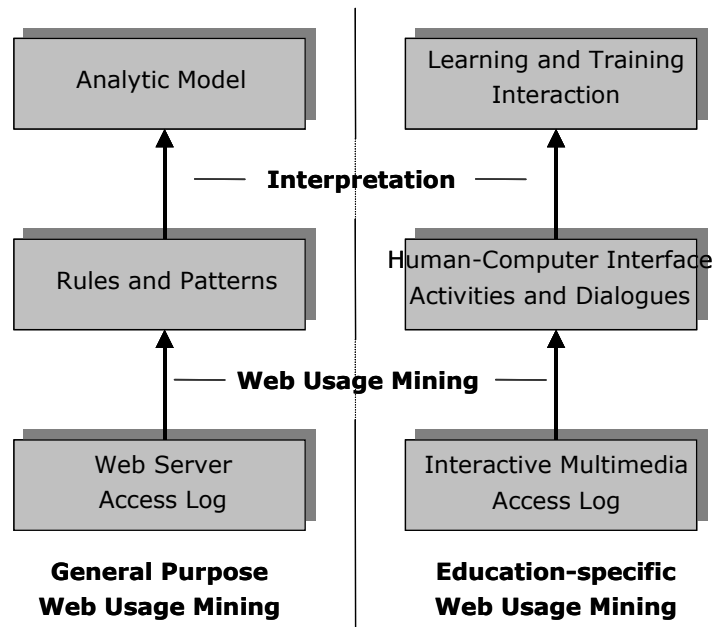 Analytic Model
Learning and Training
Interaction
Interpretation
Rules and Patterns
Human-Computer Interface
Activities and Dialogues
Web Usage Mining
Web Server
Access Log
Interactive Multimedia
Access Log
General Purpose
Web Usage Mining
Education-specific
Web Usage Mining